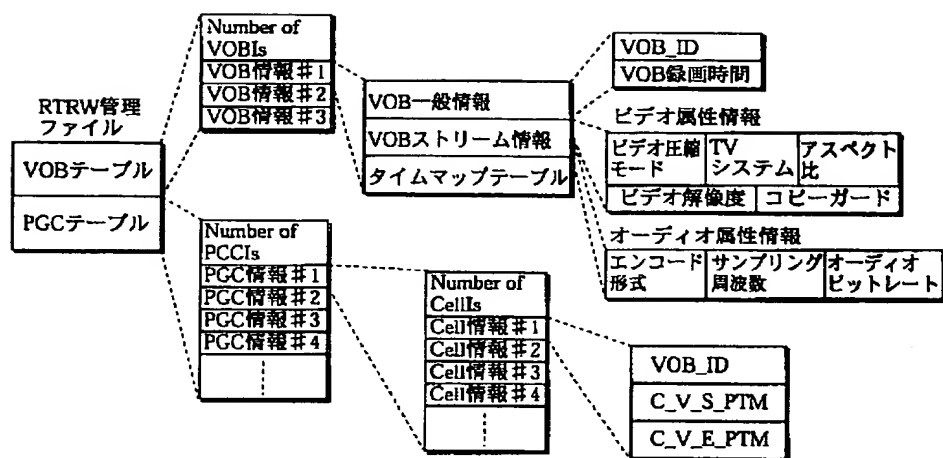 RTRW管理
ファイル
VOBテーブル
PGCテーブル
Number of
VOBIs
VOB情報#1
VOB情報#2
VOB情報#3
VOB一般情報
VOBストリーム情報
タイムマップテーブル
VOB_ID
VOB録画時間
ビデオ属性情報
ビデオ圧縮
モード
TV
システム
アスペクト
比
ビデオ解像度
コピーガード
オーディオ属性情報
エンコード
形式
サンプリング
周波数
オーディオ
ビットレート
Number of
PCCIs
PGC情報#1
PGC情報#2
PGC情報#3
PGC情報#4
Number of
CellIs
Cell情報#1
Cell情報#2
Cell情報#3
Cell情報#4
VOB_ID
C_V_S_PTM
C_V_E_PTM